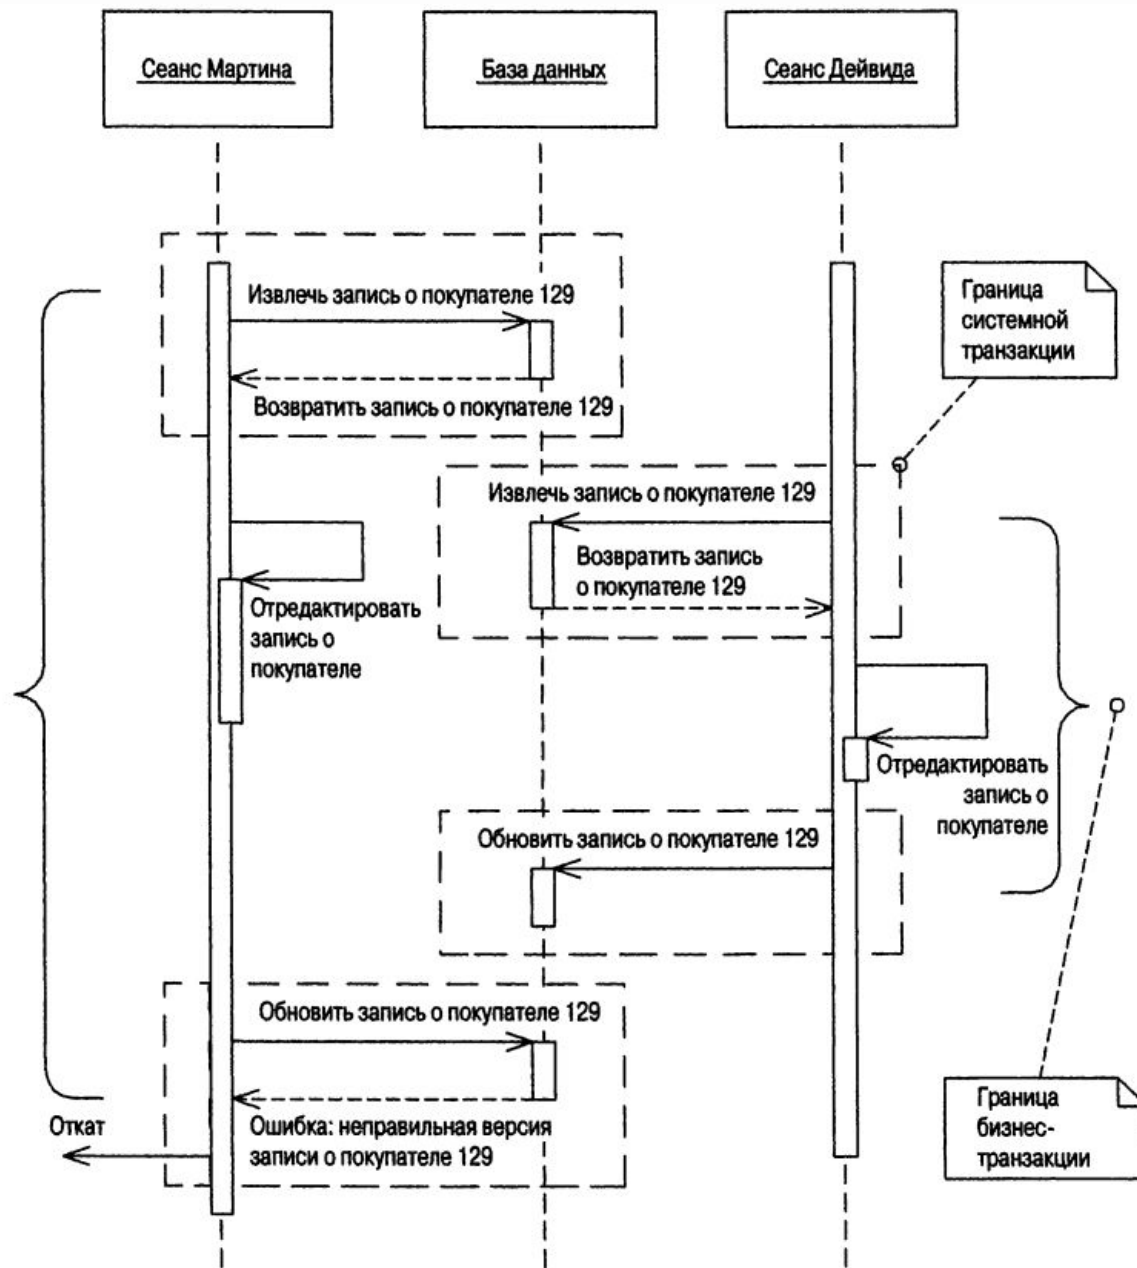 Сеанс Мартина
База данных
Сеанс Дейвида
Извлечь запись о покупателе 129
Граница
системной
транзакции
Возвратить запись о покупателе 129
Извлечь запись о покупателе 129
Возвратить запись
о покупателе 129
Отредактировать
запись о
покупателе
Отредактировать
запись о
покупателе
Обновить запись о покупателе 129
Обновить запись о покупателе 129
Граница
бизнес-
транзакции
Откат
Ошибка: неправильная версия
записи о покупателе 129